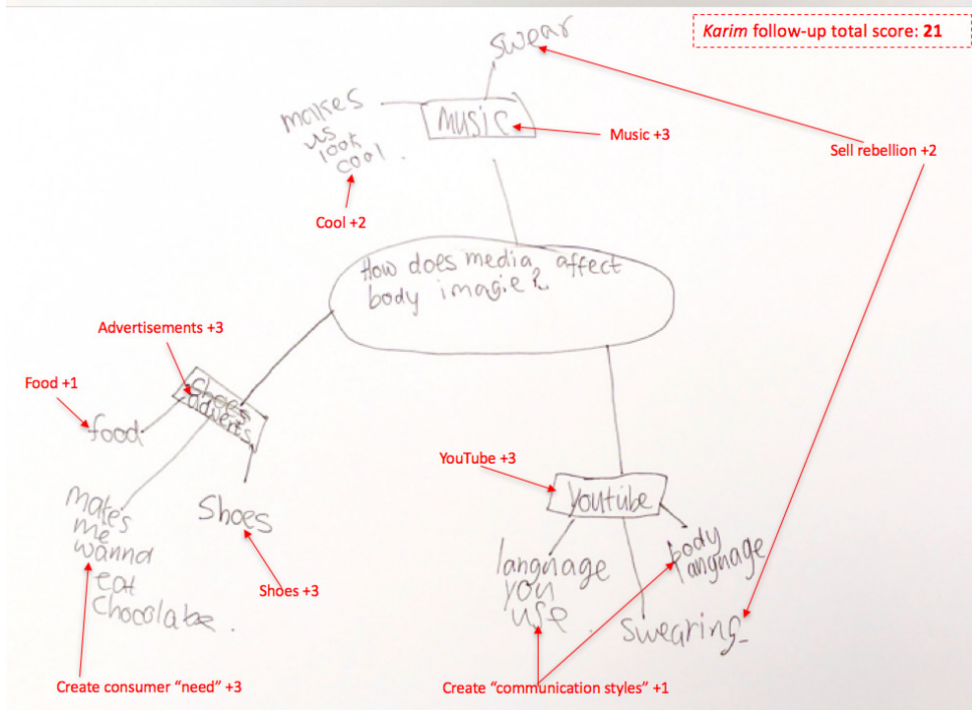 Karim follow-up total score: 21
swear
makes
us
look
cool.
MUSIC
Music +3
Sell rebellion +2
Cool +2
How does media affect
body imagie?
Advertisements +3
Food +1
food
Shoes
adverts
YouTube +3
youtube
makes
me
wanna
eat
chocolate.
Shoes
Shoes +3
language
you
use
body
language
swearing
Create consumer “need” +3
Create “communication styles” +1